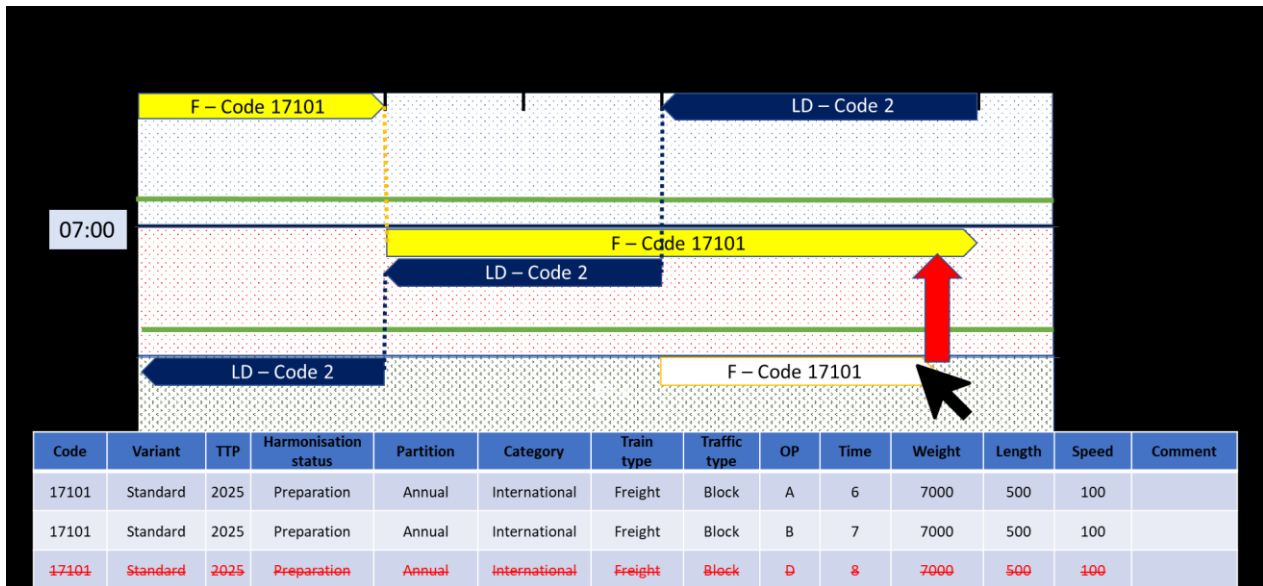 F – Code 17101
LD – Code 2
07:00
F – Code 17101
LD – Code 2
LD – Code 2
F – Code 17101
Code Variant TTP Harmonisation status Partition Category Train type Traffic type OP Time Weight Length Speed Comment
17101 Standard 2025 Preparation Annual International Freight Block A 6 7000 500 100
17101 Standard 2025 Preparation Annual International Freight Block B 7 7000 500 100
17101 Standard 2025 Preparation Annual International Freight Block D 8 7000 500 100